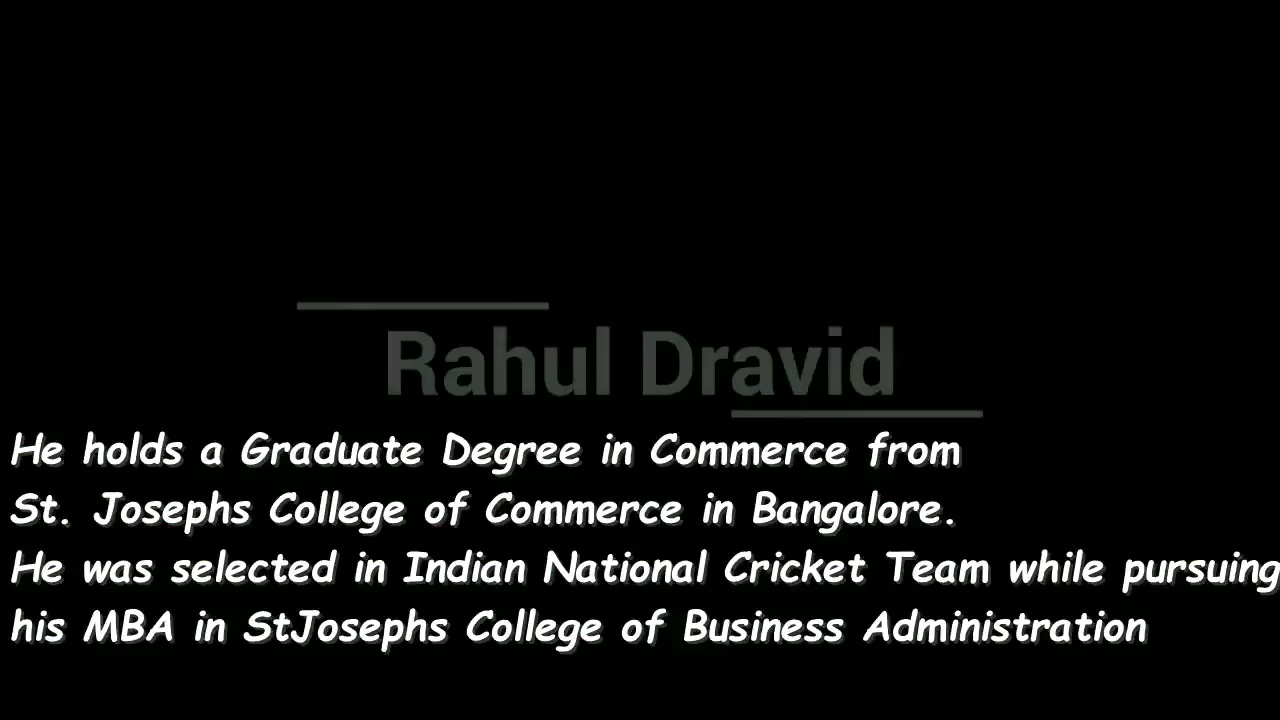 Rahul Dravid
He holds a Graduate Degree in Commerce from
St. Josephs College of Commerce in Bangalore.
He was selected in Indian National Cricket Team while pursuing
his MBA in StJosephs College of Business Administration